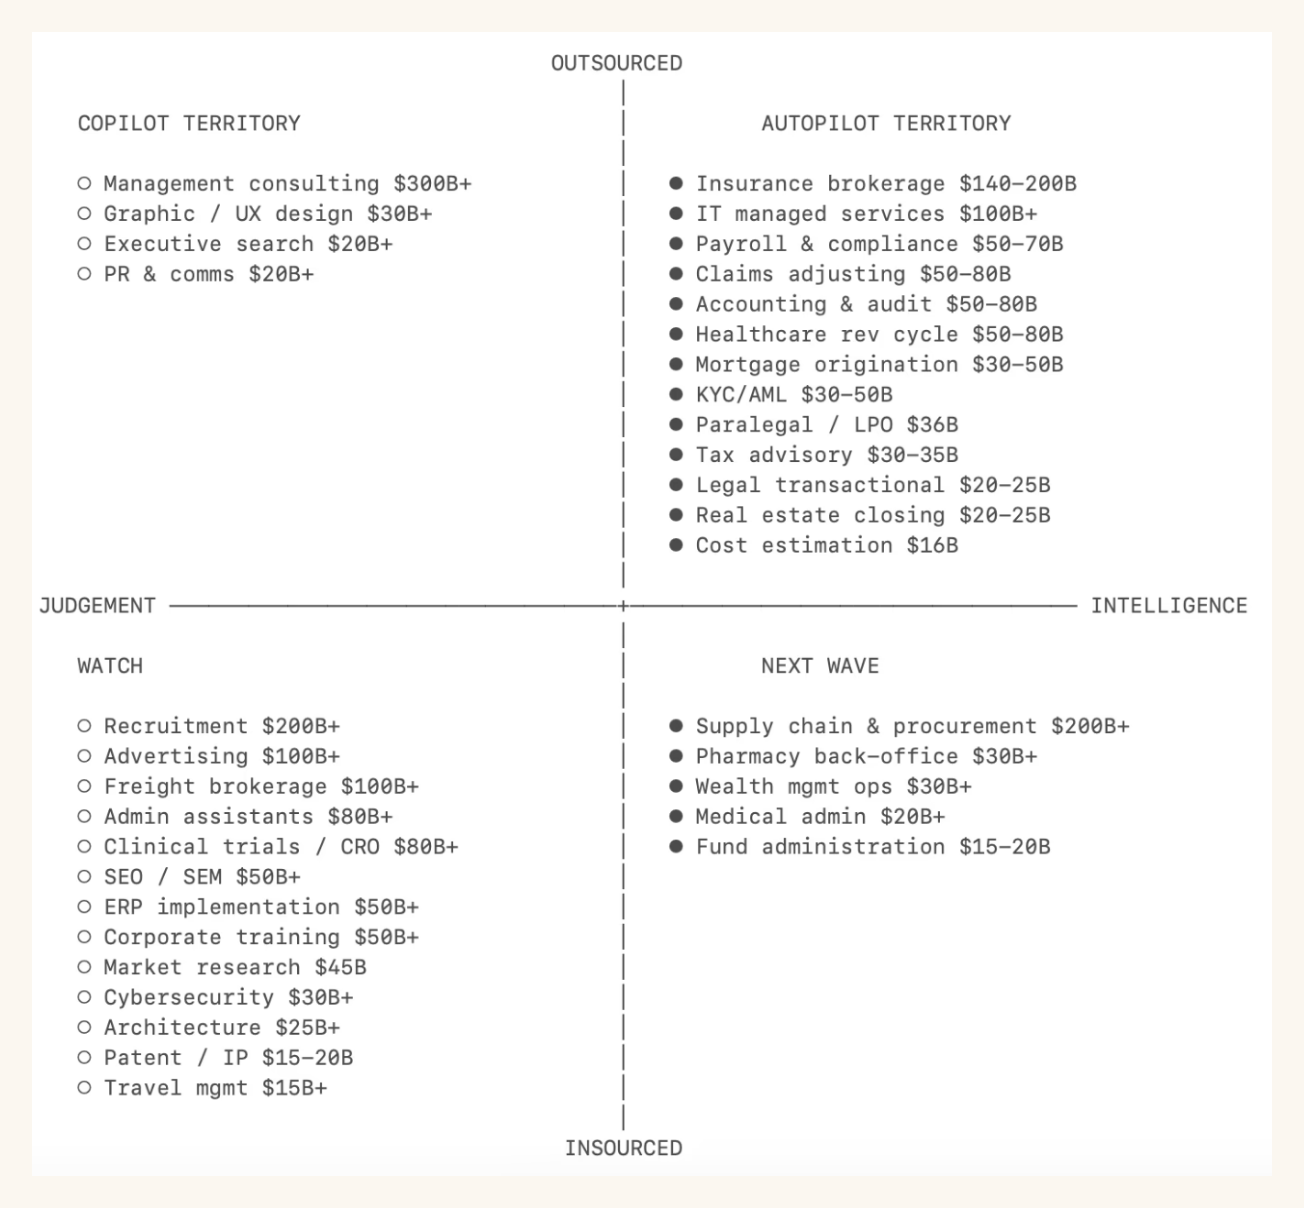 OUTSOURCED
COPILOT TERRITORY
○ Management consulting $300B+
○ Graphic / UX design $30B+
○ Executive search $20B+
○ PR & comms $20B+
AUTOPILOT TERRITORY
● Insurance brokerage $140–200B
● IT managed services $100B+
● Payroll & compliance $50–70B
● Claims adjusting $50–80B
● Accounting & audit $50–80B
● Healthcare rev cycle $50–80B
● Mortgage origination $30–50B
● KYC/AML $30–50B
● Paralegal / LPO $36B
● Tax advisory $30–35B
● Legal transactional $20–25B
● Real estate closing $20–25B
● Cost estimation $16B
JUDGEMENT
INTELLIGENCE
WATCH
○ Recruitment $200B+
○ Advertising $100B+
○ Freight brokerage $100B+
○ Admin assistants $80B+
○ Clinical trials / CRO $80B+
○ SEO / SEM $50B+
○ ERP implementation $50B+
○ Corporate training $50B+
○ Market research $45B
○ Cybersecurity $30B+
○ Architecture $25B+
○ Patent / IP $15–20B
○ Travel mgmt $15B+
NEXT WAVE
● Supply chain & procurement $200B+
● Pharmacy back–office $30B+
● Wealth mgmt ops $30B+
● Medical admin $20B+
● Fund administration $15–20B
INSOURCED